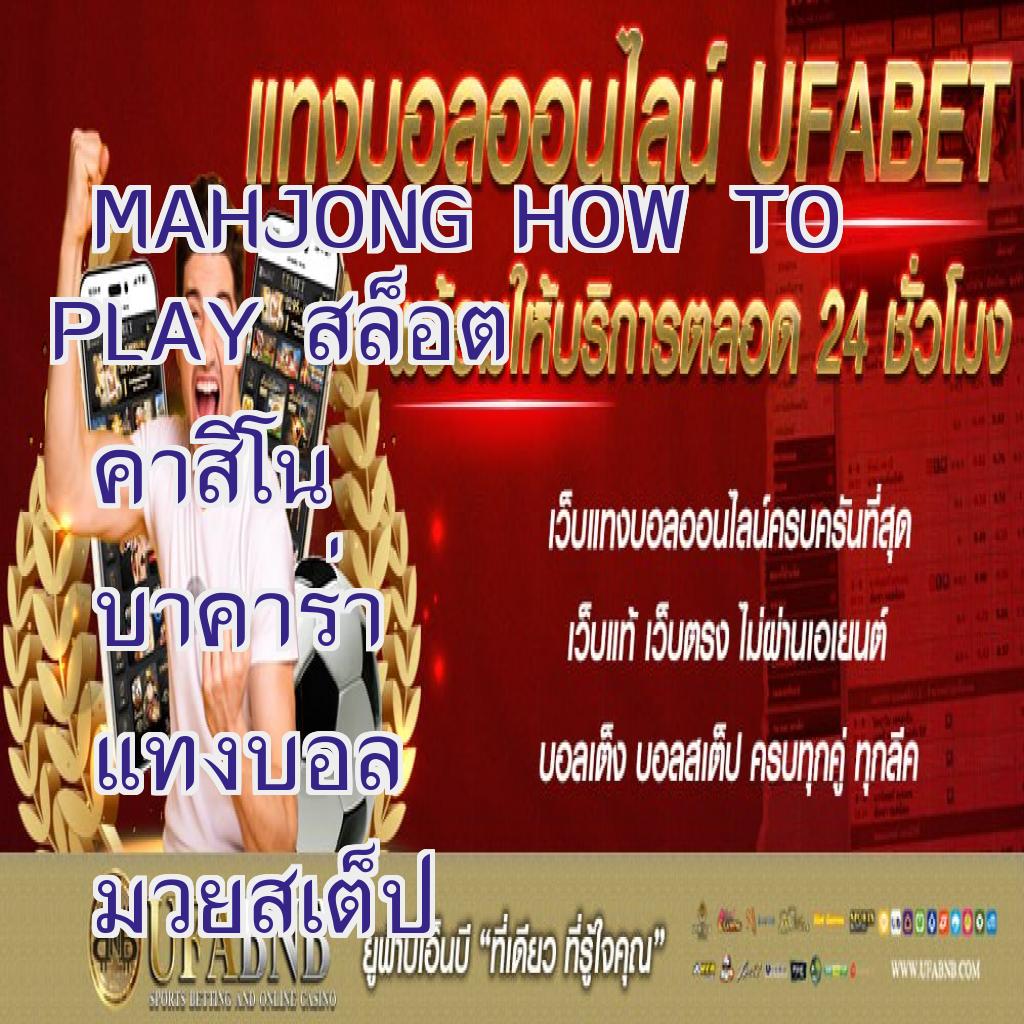 แทงบอลออนไลน์ UFABET
MAHJONG HOW TO
PLAY สล็อต
ให้บริการตลอด 24 ชั่วโมง
คาสิโน
บาคาร่า
แทงบอล
มวยสเต็ป
เว็บแทงบอลออนไลน์ครบครันที่สุด
เว็บแท้ เว็บตรง ไม่ผ่านเอเยนต์
บอลเต็ง บอลสเต็ป ครบทุกคู่ ทุกลีค
UFABNB
SPORTS BETTING AND ONLINE CASINO
ยูฟ่าบีเอ็นบี “ที่เดียว ที่รู้ใจคุณ”
WWW.UFABNB.COM